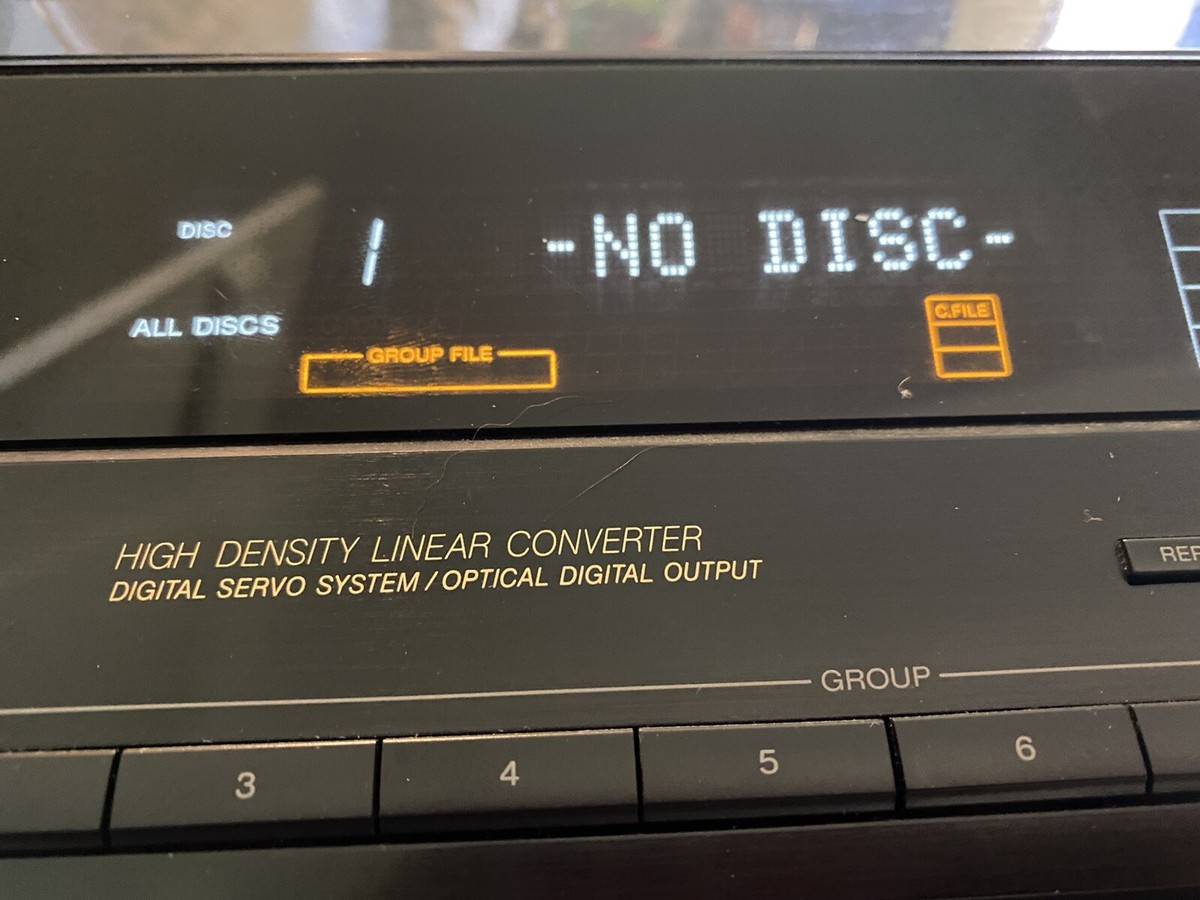 DISC 1 -NO DISC-
ALL DISCS
C.FILE
GROUP FILE
HIGH DENSITY LINEAR CONVERTER
DIGITAL SERVO SYSTEM / OPTICAL DIGITAL OUTPUT
GROUP
3 4 5 6